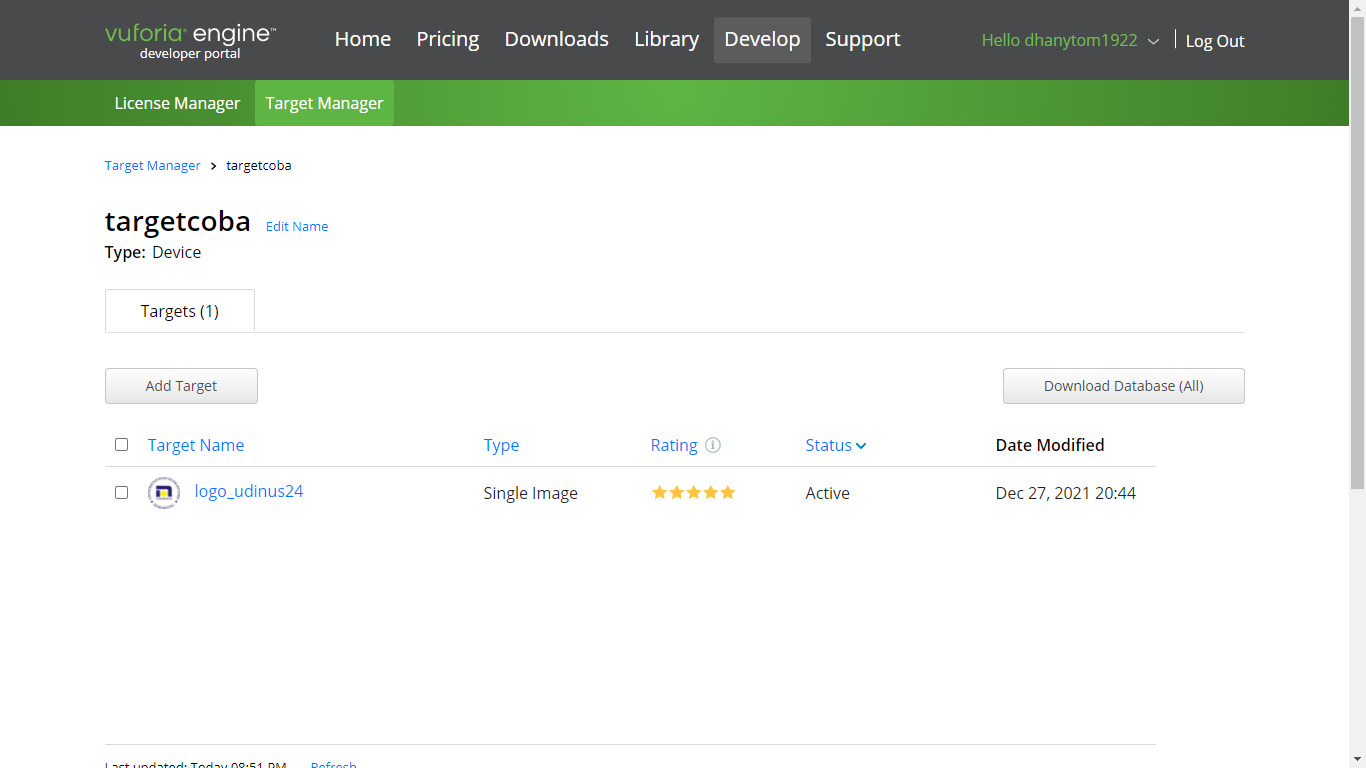 vuforia® engine™
developer portal
Home Pricing Downloads Library Develop Support
Hello dhanytom1922 Log Out
License Manager Target Manager
Target Manager > targetcoba
targetcoba Edit Name
Type: Device
Targets (1)
Add Target Download Database (All)
Target Name Type Rating Status Date Modified
logo_udinus24 Single Image Active Dec 27, 2021 20:44
Last updated: Today 08:51 PM Refresh